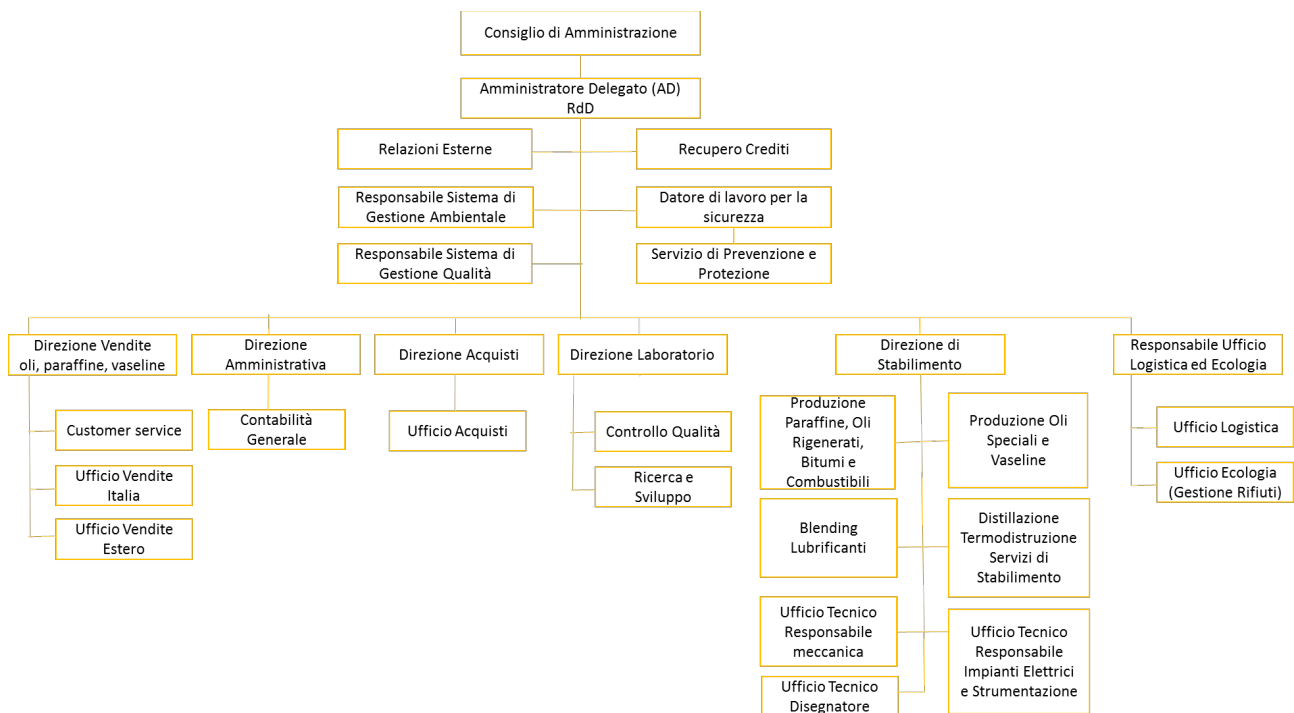 Consiglio di Amministrazione
Amministratore Delegato (AD)
RdD
Relazioni Esterne
Recupero Crediti
Responsabile Sistema di
Gestione Ambientale
Datore di lavoro per la
sicurezza
Responsabile Sistema di
Gestione Qualità
Servizio di Prevenzione e
Protezione
Direzione Vendite
oli, paraffine, vaseline
Direzione
Amministrativa
Direzione Acquisti
Direzione Laboratorio
Direzione di
Stabilimento
Responsabile Ufficio
Logistica ed Ecologia
Customer service
Ufficio Vendite
Italia
Ufficio Vendite
Estero
Contabilità
Generale
Ufficio Acquisti
Controllo Qualità
Ricerca e
Sviluppo
Produzione
Paraffine, Oli
Rigenerati,
Bitumi e
Combustibili
Produzione Oli
Speciali e
Vaseline
Blending
Lubrificanti
Distillazione
Termodistruzione
Servizi di
Stabilimento
Ufficio Tecnico
Responsabile
meccanica
Ufficio Tecnico
Responsabile
Impianti Elettrici
e Strumentazione
Ufficio Tecnico
Disegnatore
Ufficio Logistica
Ufficio Ecologia
(Gestione Rifiuti)